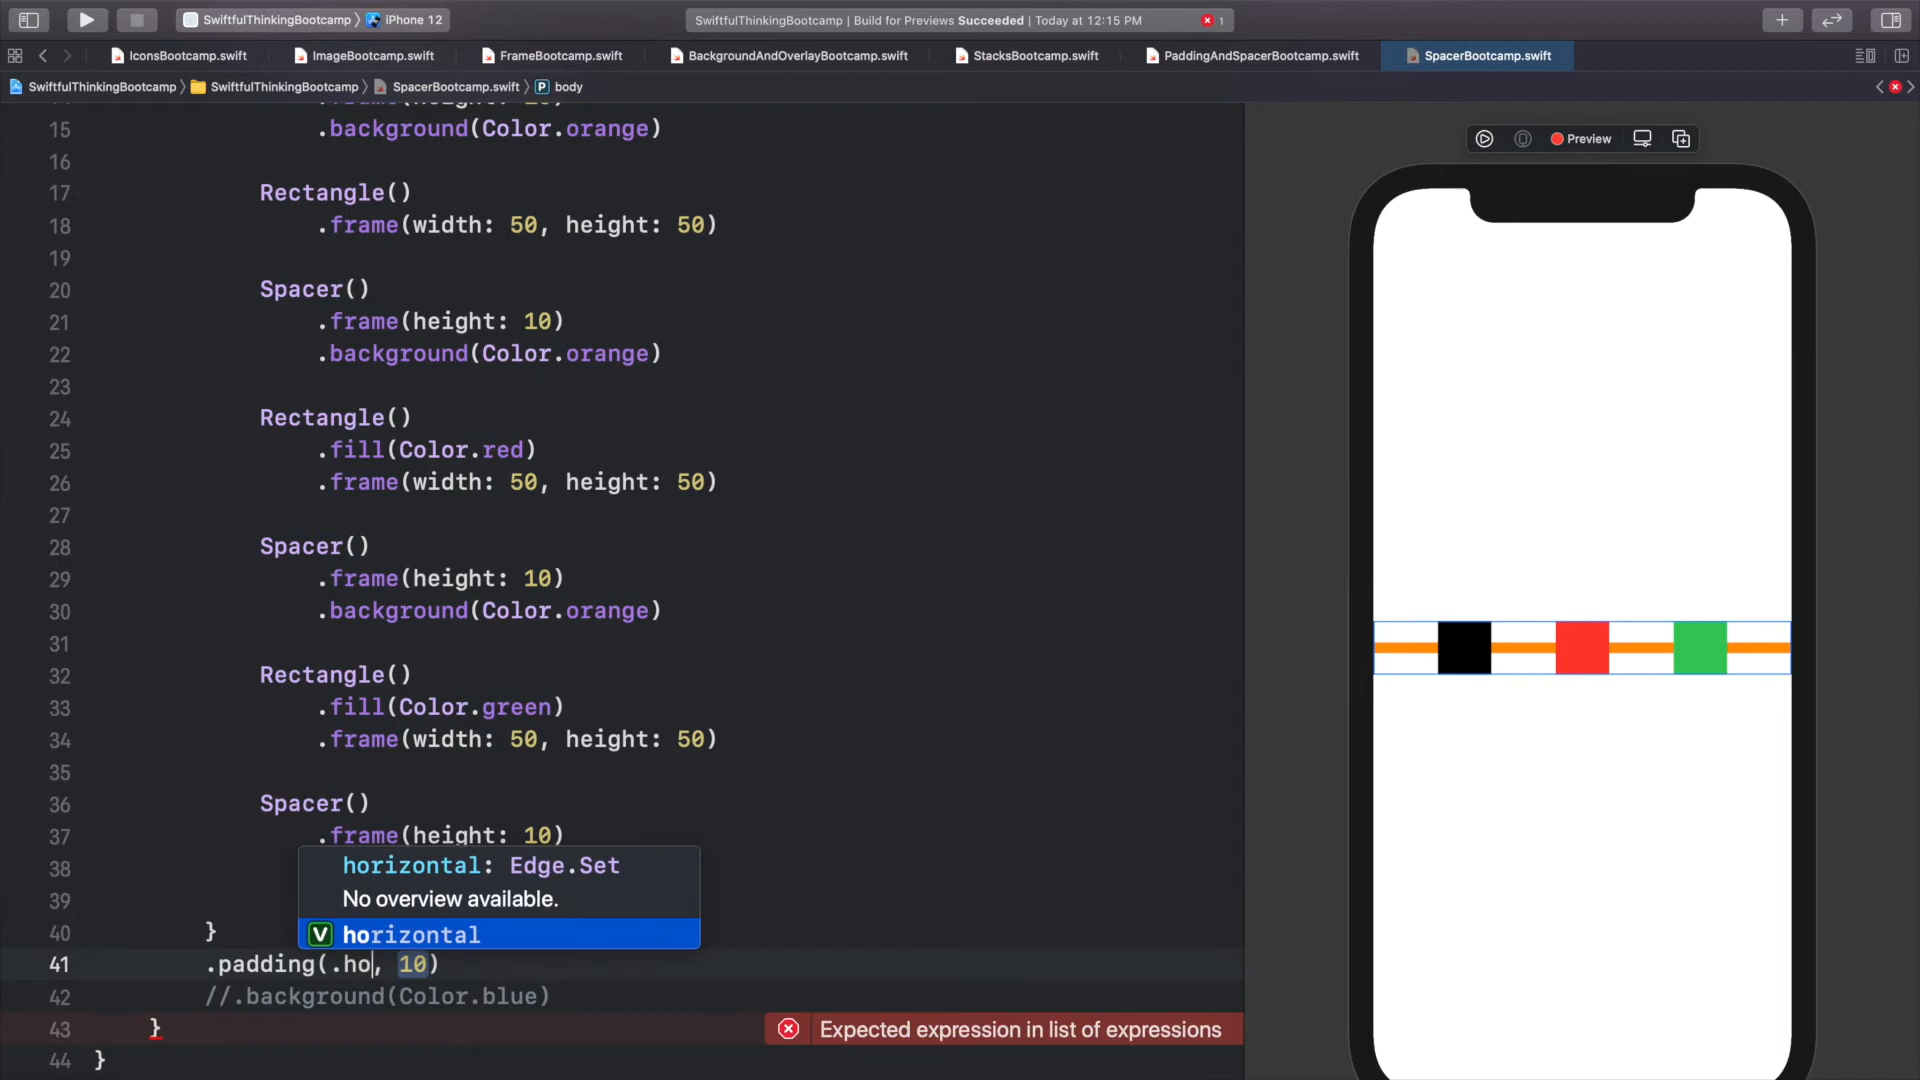 SwiftfulThinkingBootcamp 〉 iPhone 12
SwiftfulThinkingBootcamp | Build for Previews Succeeded | Today at 12:15 PM
1
IconsBootcamp.swift
ImageBootcamp.swift
FrameBootcamp.swift
BackgroundAndOverlayBootcamp.swift
StacksBootcamp.swift
PaddingAndSpacerBootcamp.swift
SpacerBootcamp.swift
SwiftfulThinkingBootcamp 〉 SwiftfulThinkingBootcamp 〉 SpacerBootcamp.swift 〉 P body
15 .background(Color.orange)
16
17 Rectangle()
18 .frame(width: 50, height: 50)
19
20 Spacer()
21 .frame(height: 10)
22 .background(Color.orange)
23
24 Rectangle()
25 .fill(Color.red)
26 .frame(width: 50, height: 50)
27
28 Spacer()
29 .frame(height: 10)
30 .background(Color.orange)
31
32 Rectangle()
33 .fill(Color.green)
34 .frame(width: 50, height: 50)
35
36 Spacer()
37 .frame(height: 10)
38 horizontal: Edge.Set
39 No overview available.
V horizontal
40 }
41 .padding(.ho, 10)
42 //.background(Color.blue)
43 } Expected expression in list of expressions
44 }
Preview